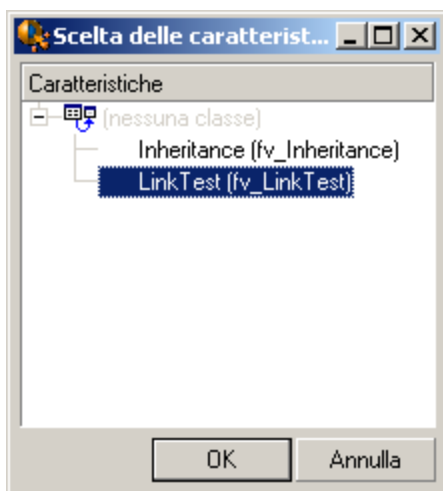 Scelta delle caratterist...
Caratteristiche
(nessuna classe)
Inheritance (fv_Inheritance)
LinkTest (fv_LinkTest)
OK
Annulla